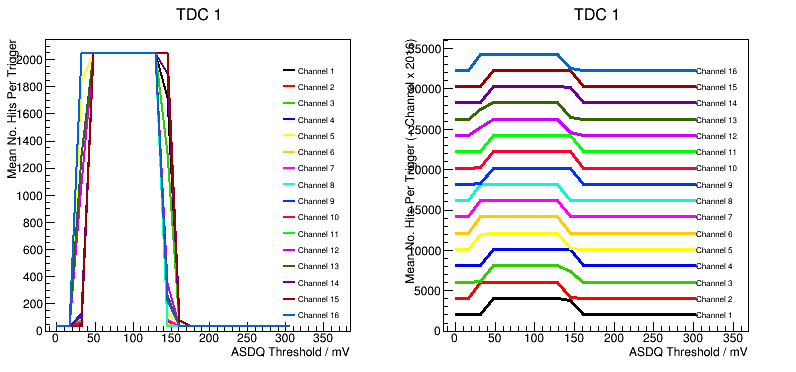 TDC 1
Mean No. Hits Per Trigger
2000
1800
1600
1400
1200
1000
800
600
400
200
0
0 50 100 150 200 250 300 350
ASDQ Threshold / mV
Channel 1
Channel 2
Channel 3
Channel 4
Channel 5
Channel 6
Channel 7
Channel 8
Channel 9
Channel 10
Channel 11
Channel 12
Channel 13
Channel 14
Channel 15
Channel 16
TDC 1
Mean No. Hits Per Trigger (+ Channel x 2016)
35000
30000
25000
20000
15000
10000
5000
0
0 50 100 150 200 250 300 350
ASDQ Threshold / mV
Channel 16
Channel 15
Channel 14
Channel 13
Channel 12
Channel 11
Channel 10
Channel 9
Channel 8
Channel 7
Channel 6
Channel 5
Channel 4
Channel 3
Channel 2
Channel 1